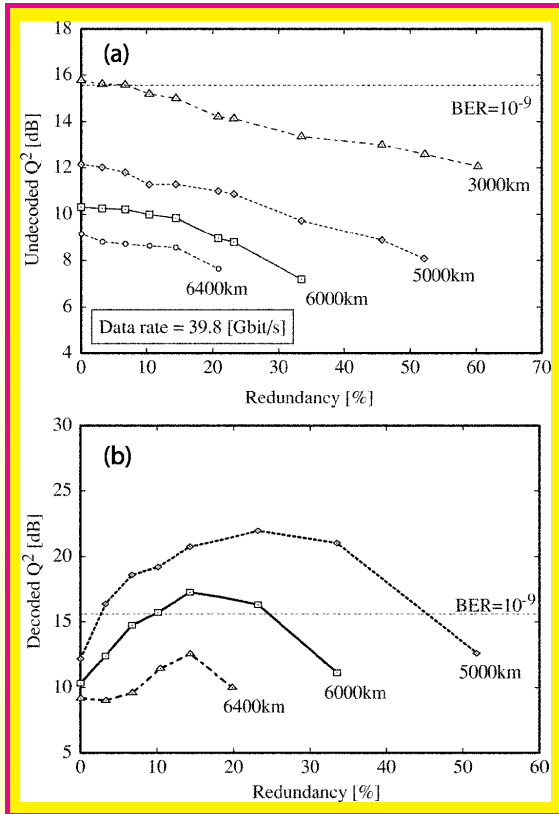 (a)
18
16
14
12
10
8
6
4
Undecoded Q² [dB]
BER=10⁻⁹
3000km
5000km
6000km
6400km
Data rate = 39.8 [Gbit/s]
0 10 20 30 40 50 60 70
Redundancy [%]
(b)
30
25
20
15
10
5
Decoded Q² [dB]
BER=10⁻⁹
5000km
6000km
6400km
0 10 20 30 40 50 60
Redundancy [%]